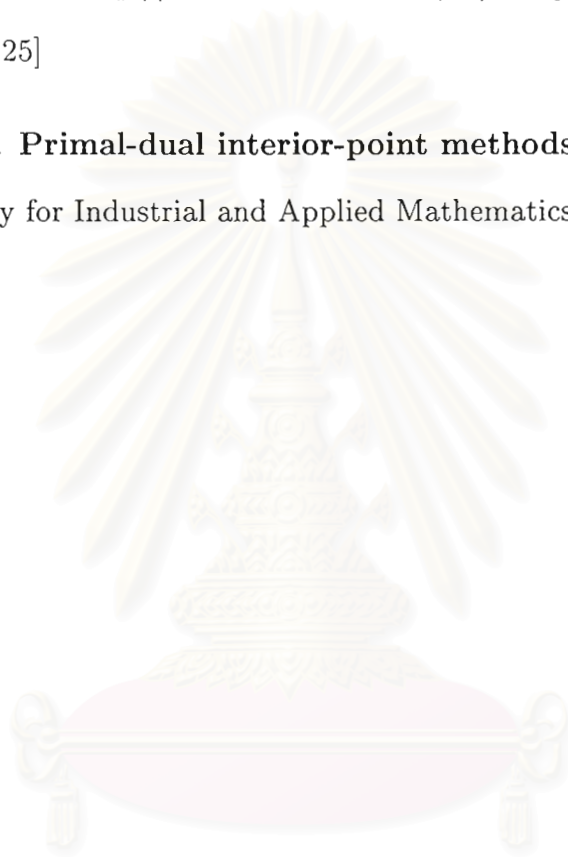 25]
. Primal-dual interior-point methods
y for Industrial and Applied Mathematics